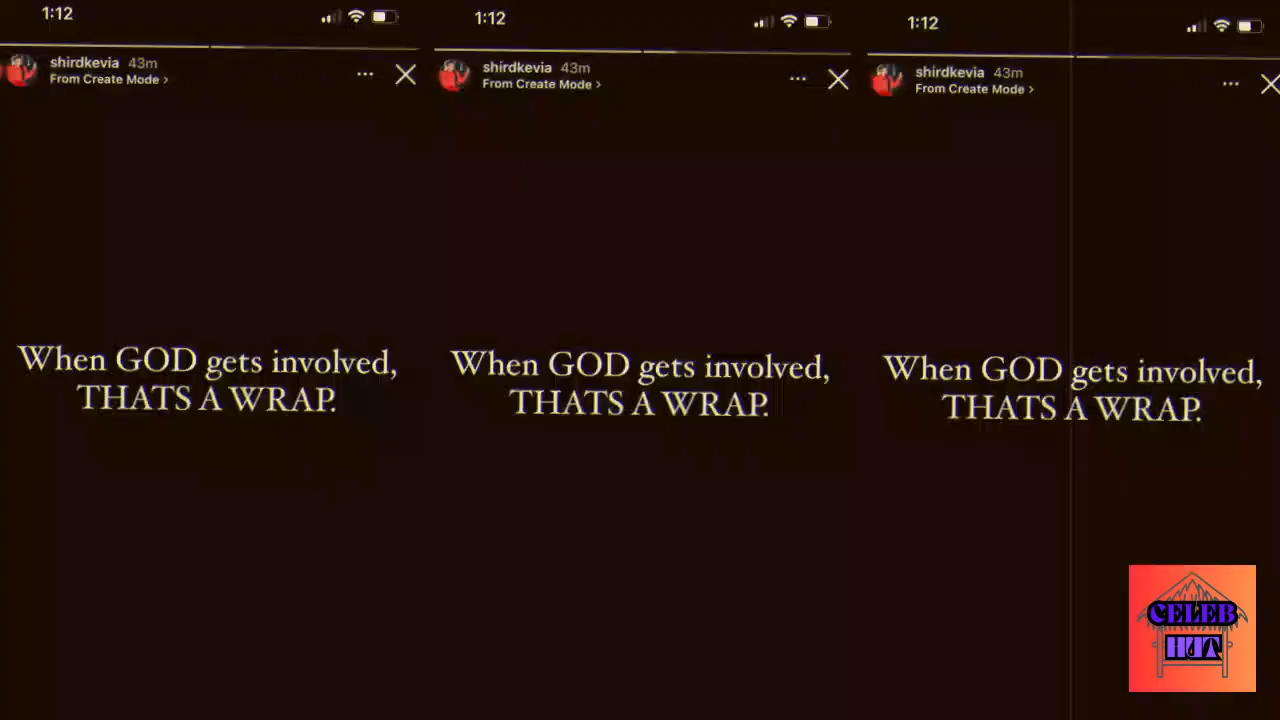 1:12
shirdkevia 43m
From Create Mode >
When GOD gets involved,
THATS A WRAP.
1:12
shirdkevia 43m
From Create Mode >
When GOD gets involved,
THATS A WRAP.
1:12
shirdkevia 43m
From Create Mode >
When GOD gets involved,
THATS A WRAP.
CELEB
HUT